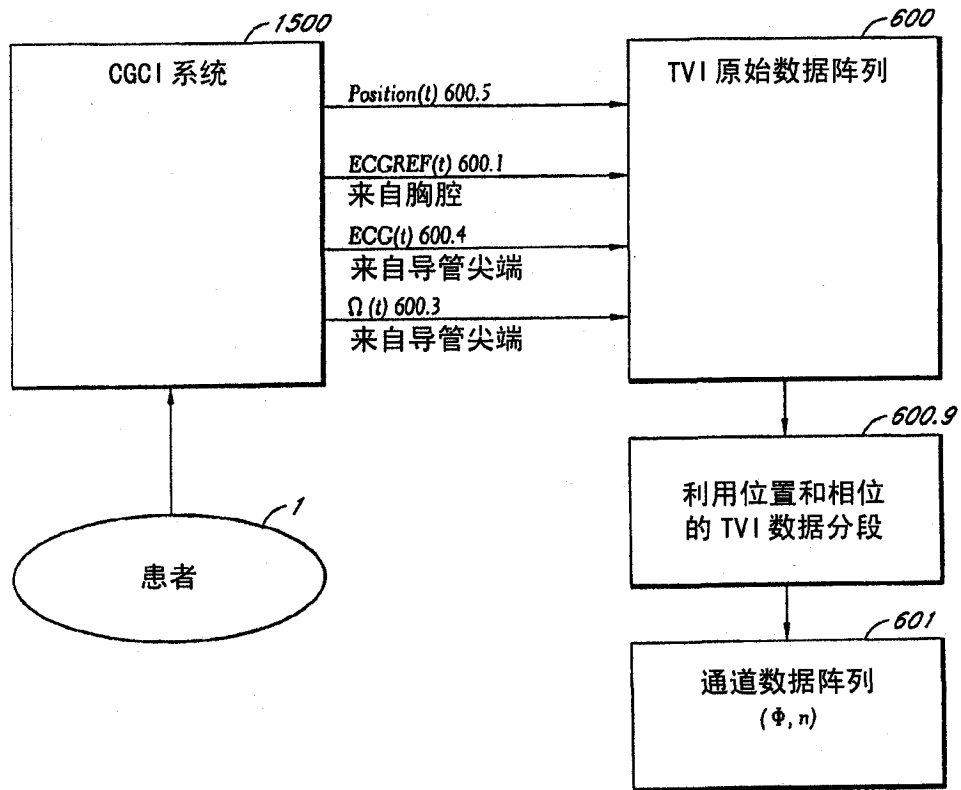 1500
CGCI 系统
600
TVI 原始数据阵列
Position(t) 600.5
ECGREF(t) 600.1
来自胸腔
ECG(t) 600.4
来自导管尖端
Ω (t) 600.3
来自导管尖端
600.9
利用位置和相位
的 TVI 数据分段
1
患者
601
通道数据阵列
(Φ, n)